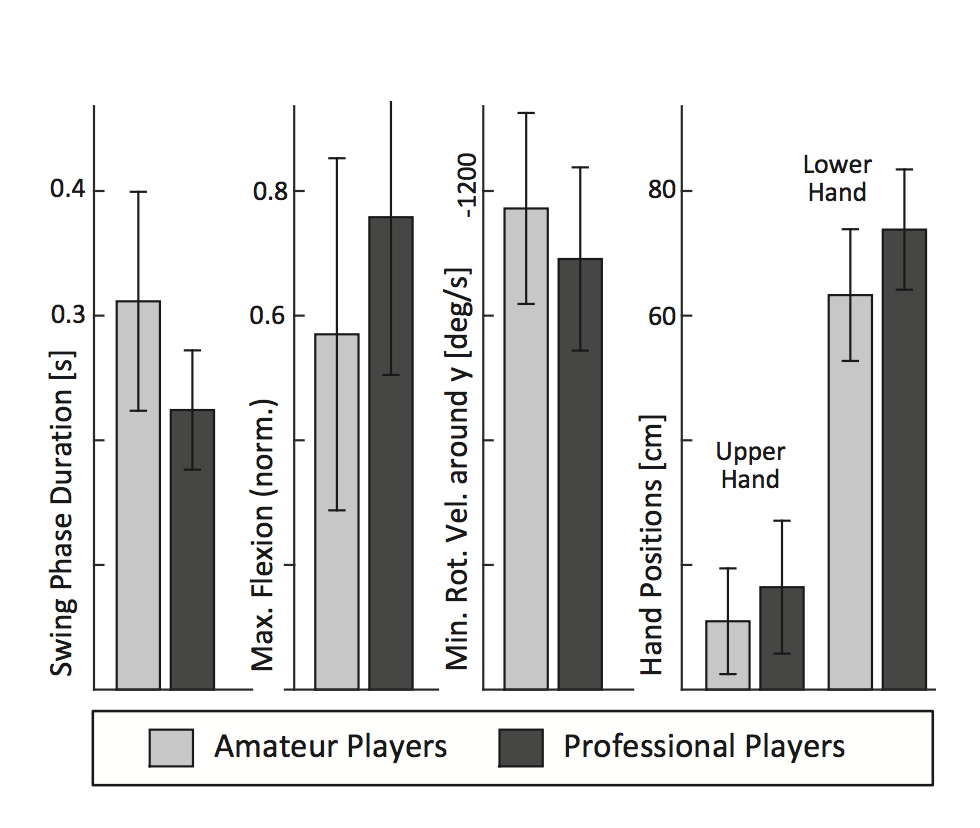 Swing Phase Duration [s]
0.4
0.3
Max. Flexion (norm.)
0.8
0.6
Min. Rot. Vel. around y [deg/s]
-1200
Hand Positions [cm]
80
60
Upper
Hand
Lower
Hand
Amateur Players
Professional Players